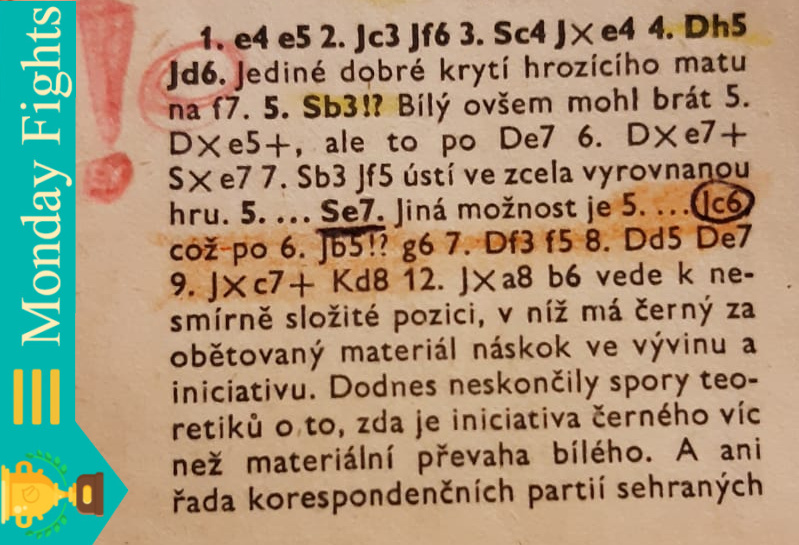 Monday Fights
1. e4 e5 2. Jc3 Jf6 3. Sc4 J×e4 4. Dh5
Jd6. Jediné dobré krytí hrozícího matu
na f7. 5. Sb3!? Bílý ovšem mohl brát 5.
D×e5+, ale to po De7 6. D×e7+
S×e7 7. Sb3 Jf5 ústí ve zcela vyrovnanou
hru. 5. ... Se7. Jiná možnost je 5. ... Jc6,
což po 6. Jb5!? g6 7. Df3 f5 8. Dd5 De7
9. J×c7+ Kd8 12. J×a8 b6 vede k ne-
smírně složité pozici, v níž má černý za
obětovaný materiál náskok ve vývinu a
iniciativu. Dodnes neskončily spory teo-
retiků o to, zda je iniciativa černého víc
než materiální převaha bílého. A ani
řada korespondenčních partií sehraných